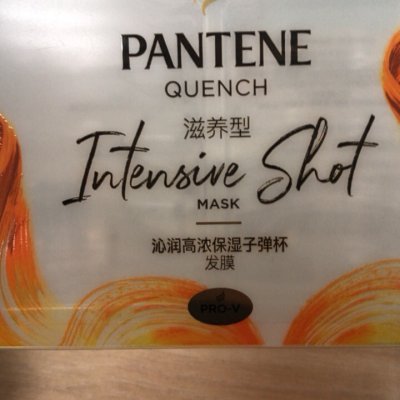 PANTENE
QUENCH
滋养型
Intensive Shot
MASK
沁润高浓保湿子弹杯
发膜
PRO-V